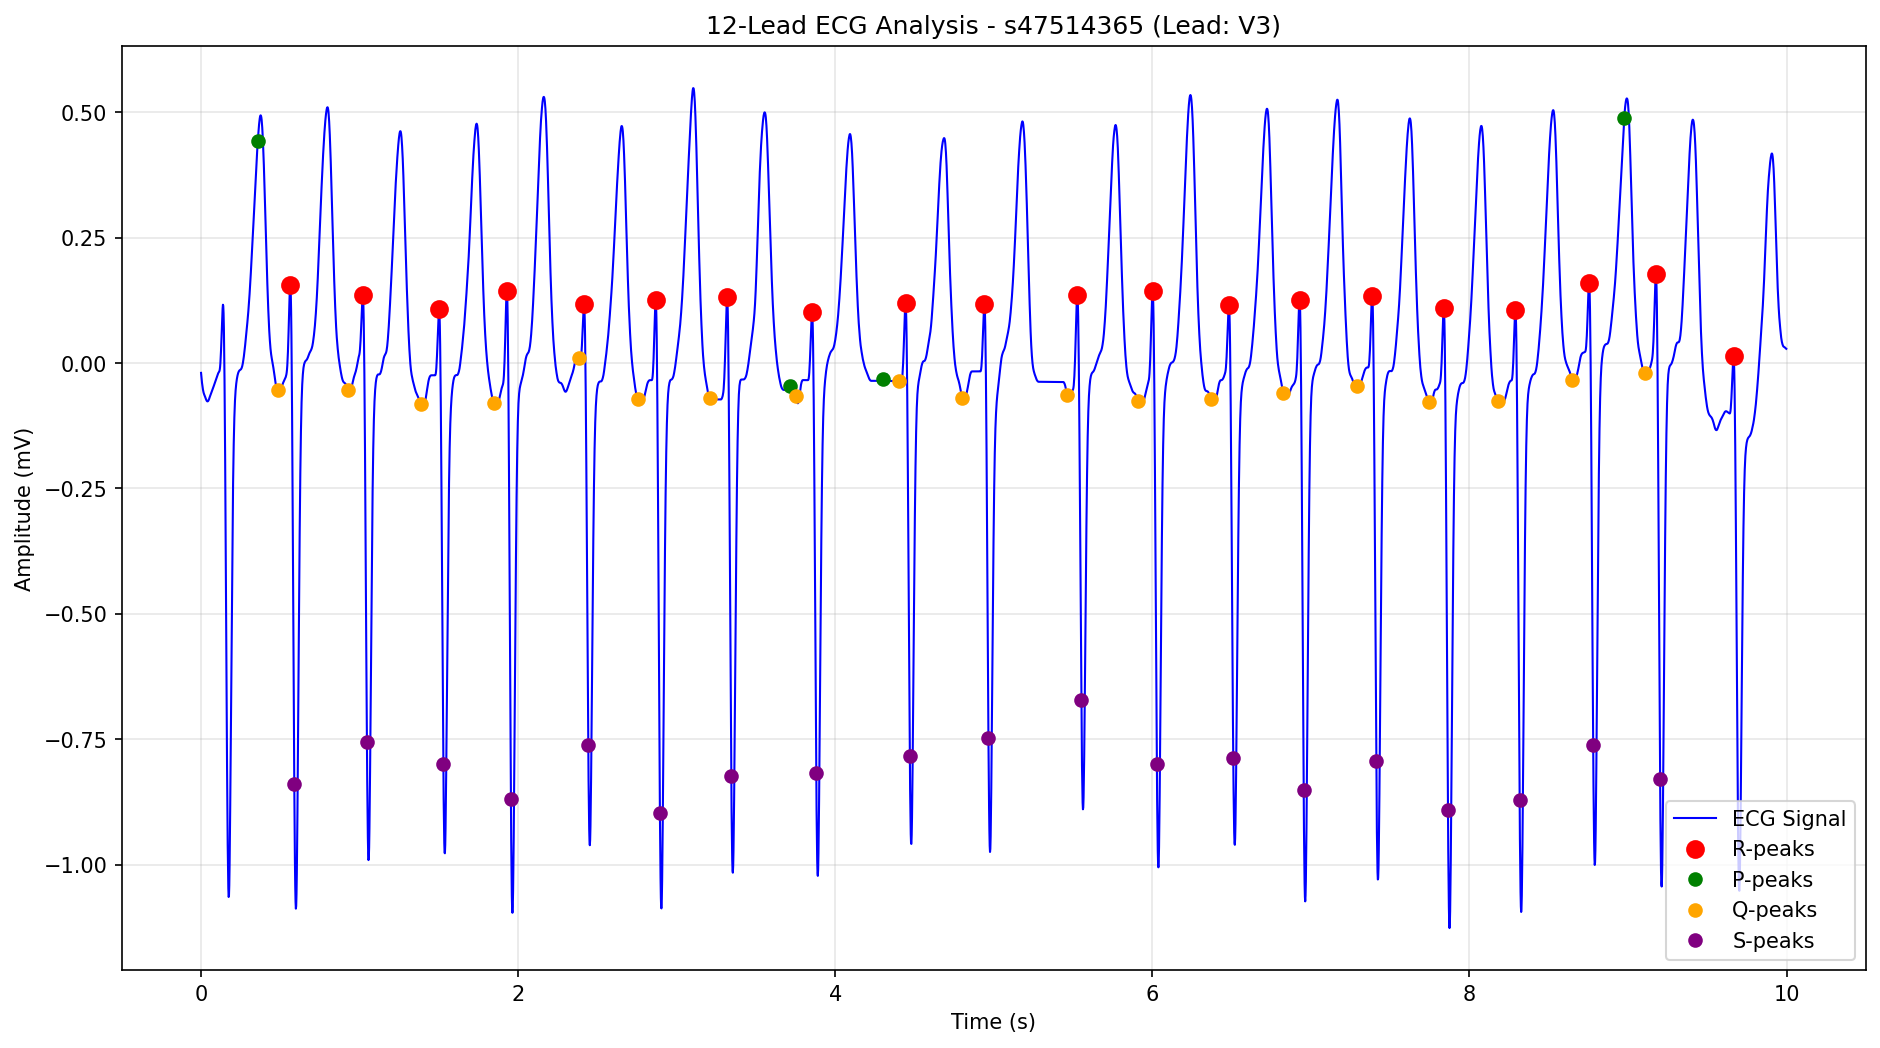 12-Lead ECG Analysis - s47514365 (Lead: V3)
Amplitude (mV)
0.50
0.25
0.00
−0.25
−0.50
−0.75
−1.00
ECG Signal
R-peaks
P-peaks
Q-peaks
S-peaks
0 2 4 6 8 10
Time (s)